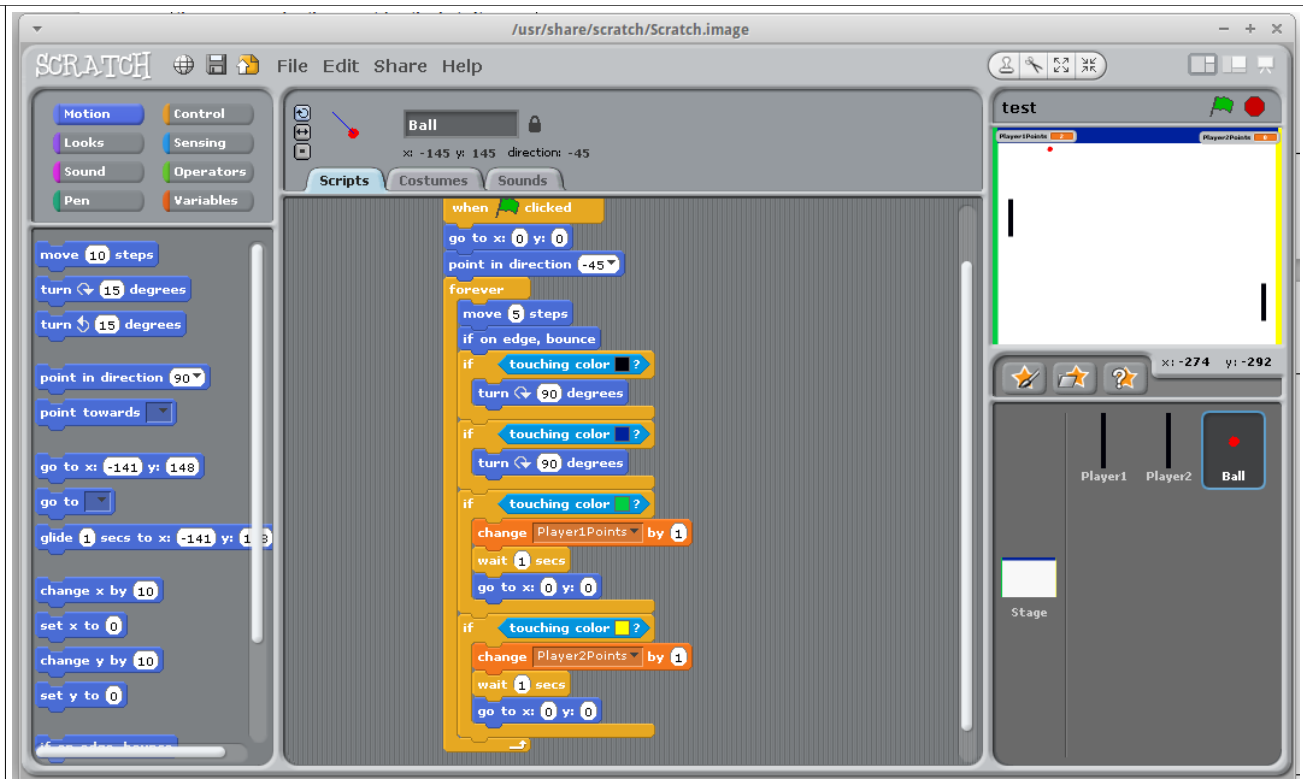 /usr/share/scratch/Scratch.image
SCRATCH File Edit Share Help
Motion Control
Looks Sensing
Sound Operators
Pen Variables
move 10 steps
turn 15 degrees
turn 15 degrees
point in direction 90
point towards
go to x: -141 y: 148
go to
glide 1 secs to x: -141 y:
change x by 10
set x to 0
change y by 10
set y to 0
if on edge, bounce
Ball
x: -145 y: 145 direction: -45
Scripts Costumes Sounds
when clicked
go to x: 0 y: 0
point in direction -45
forever
move 5 steps
if on edge, bounce
if touching color ?
turn 90 degrees
if touching color ?
turn 90 degrees
if touching color ?
change Player1Points by 1
wait 1 secs
go to x: 0 y: 0
if touching color ?
change Player2Points by 1
wait 1 secs
go to x: 0 y: 0
test
Player1Points Player2Points
x: -274 y: -292
Player1 Player2 Ball
Stage